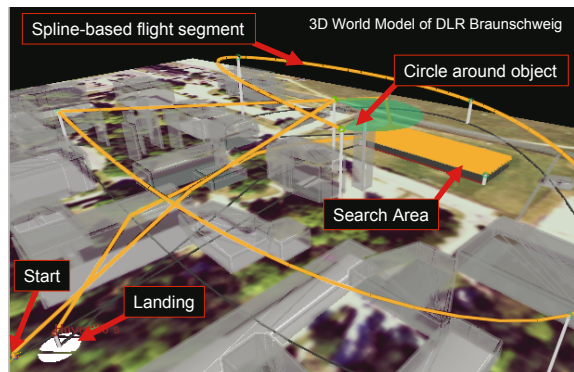 Spline-based flight segment
3D World Model of DLR Braunschweig
Circle around object
Search Area
Start
Landing